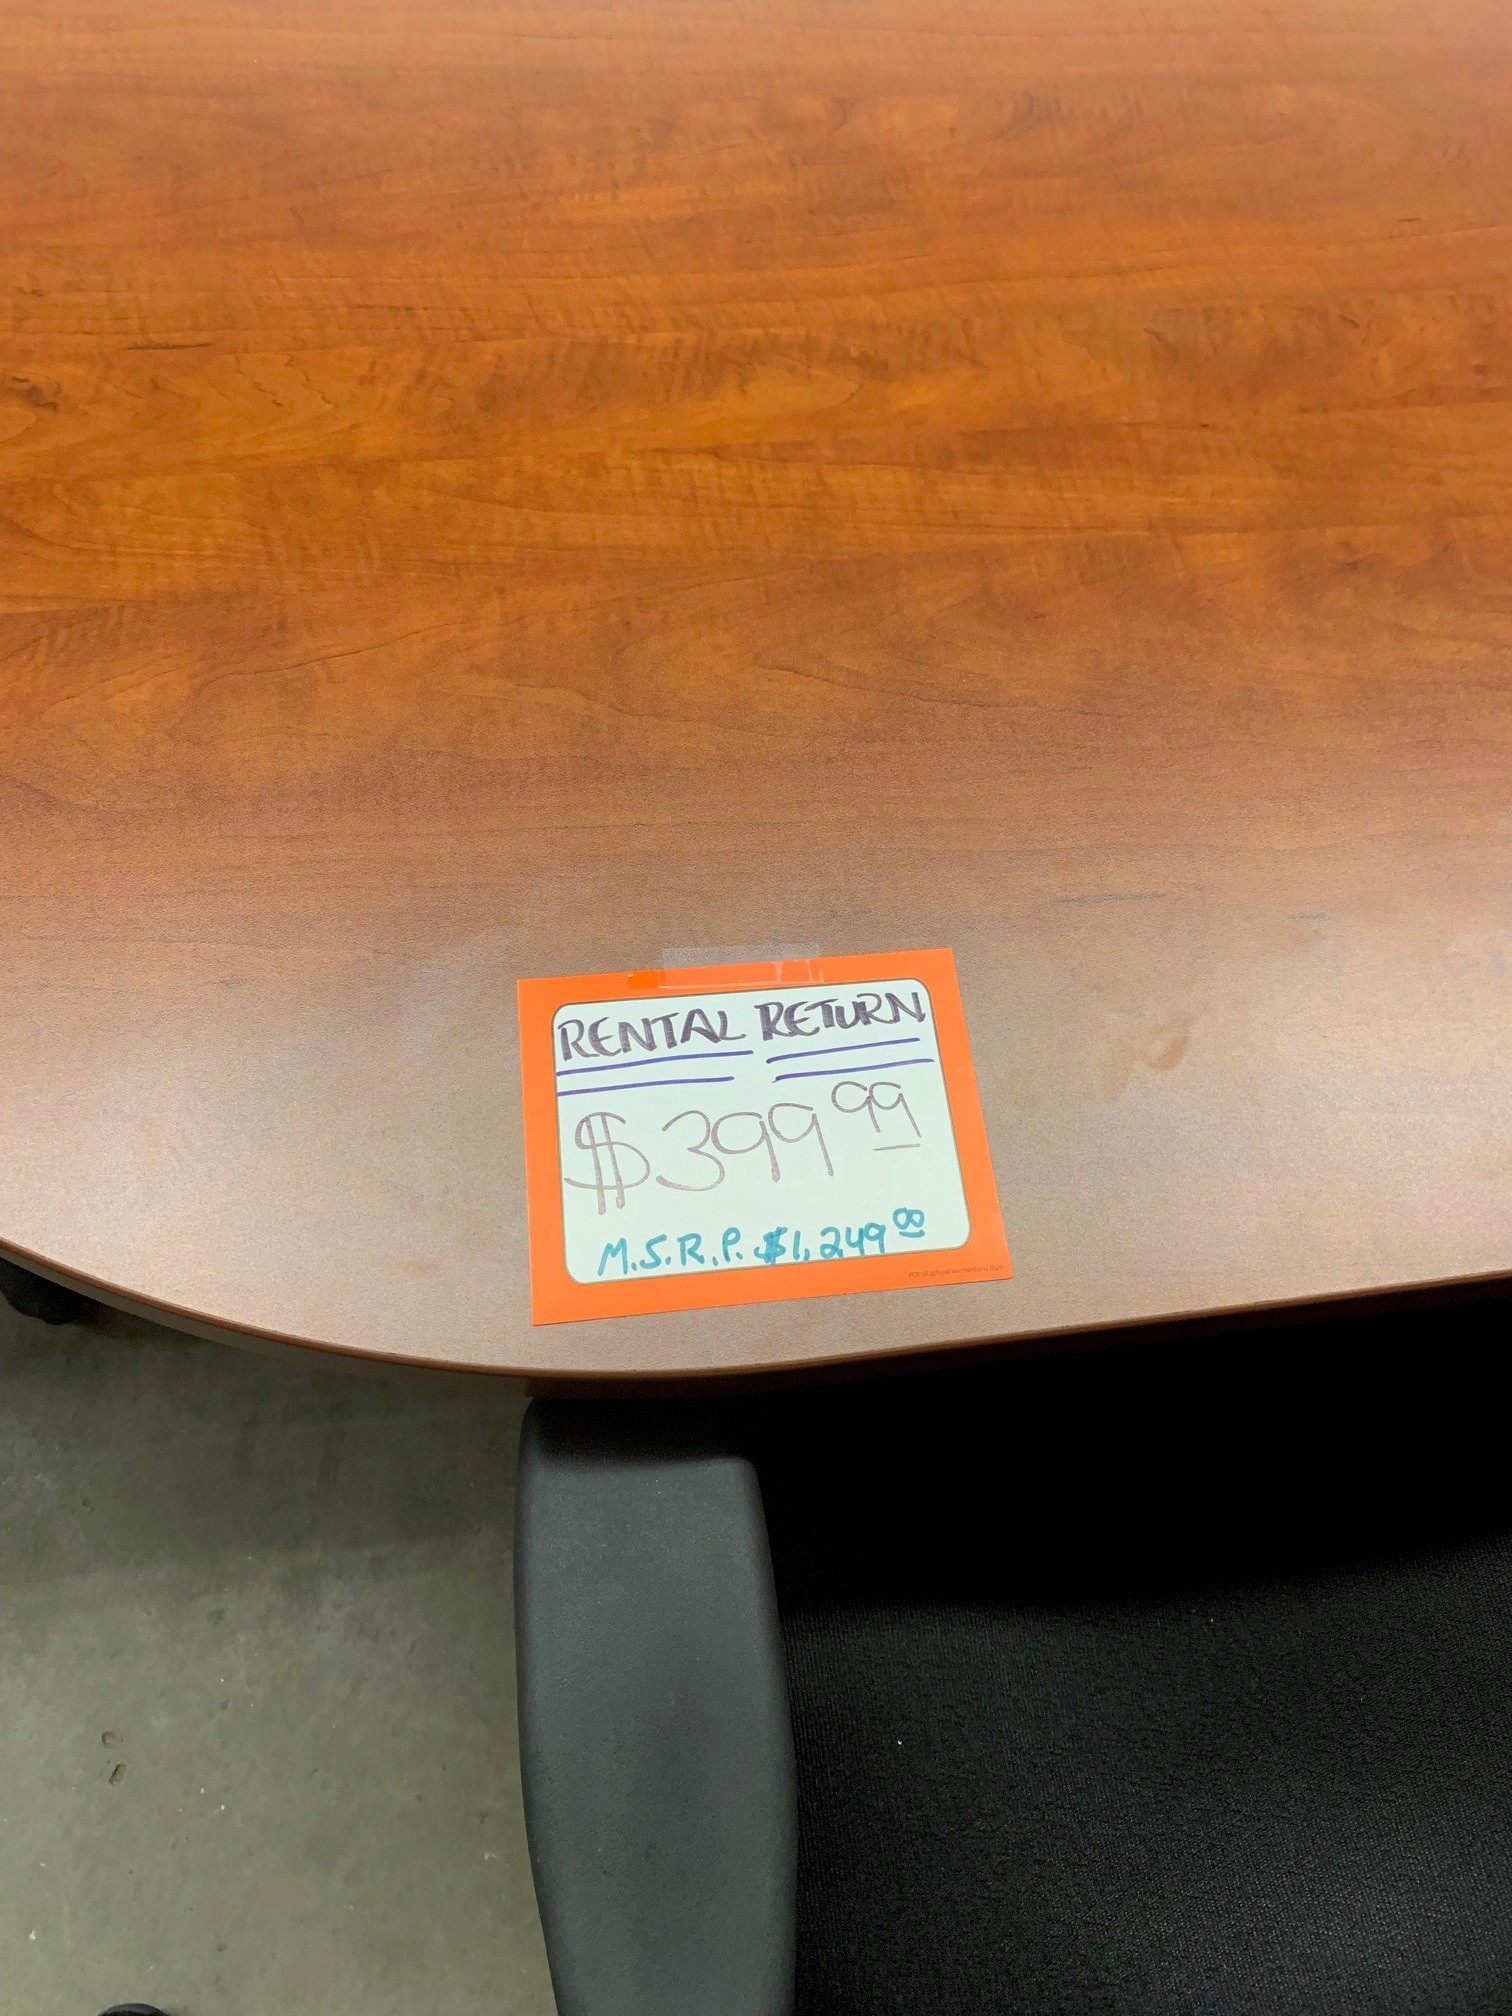 RENTAL RETURN
$399 99
M.S.R.P. $1,249 00